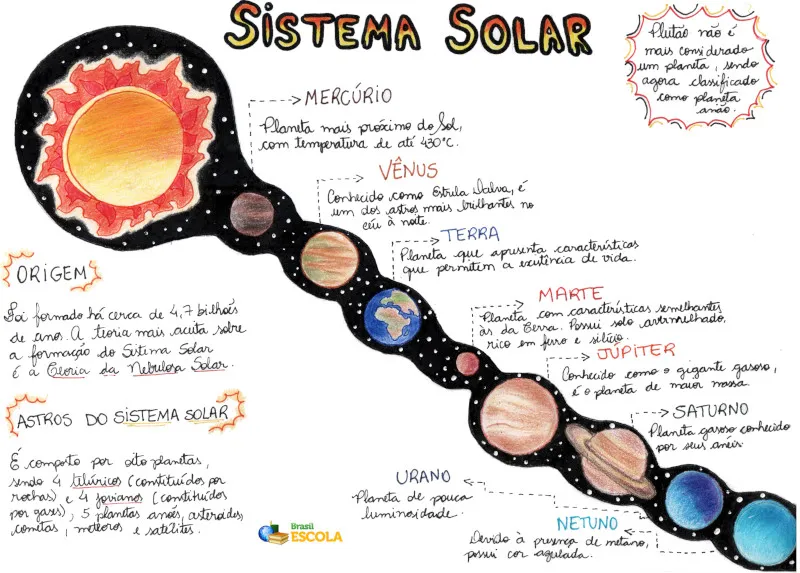 SISTEMA SOLAR
Plutão não é
mais considerado
um planeta, sendo
agora classificado
como planeta
anão.
MERCÚRIO
Planeta mais próximo do Sol,
com temperatura de até 430°C.
VÊNUS
Conhecido como Estrela Dalva, é
um dos astros mais brilhantes no
céu à noite.
TERRA
Planeta que apresenta características
que permitem a existência de vida.
ORIGEM
Foi formado há cerca de 4,7 bilhões
de anos. A teoria mais aceita sobre
a formação do Sistema Solar
é a Teoria da Nebulosa Solar.
MARTE
Planeta com características semelhantes
às da Terra. Possui solo avermelhado,
rico em ferro e silício.
JÚPITER
Conhecido como o gigante gasoso,
é o planeta de maior massa.
SATURNO
Planeta gasoso conhecido
por seus anéis.
ASTROS DO SISTEMA SOLAR
É composto por oito planetas,
sendo 4 telúricos (constituídos por
rochas) e 4 jovianos (constituídos
por gases), 5 planetas anões, asteroides,
cometas, meteoros e satélites.
URANO
Planeta de pouca
luminosidade.
NETUNO
Devido à presença de metano,
possui cor azulada.
Brasil
ESCOLA